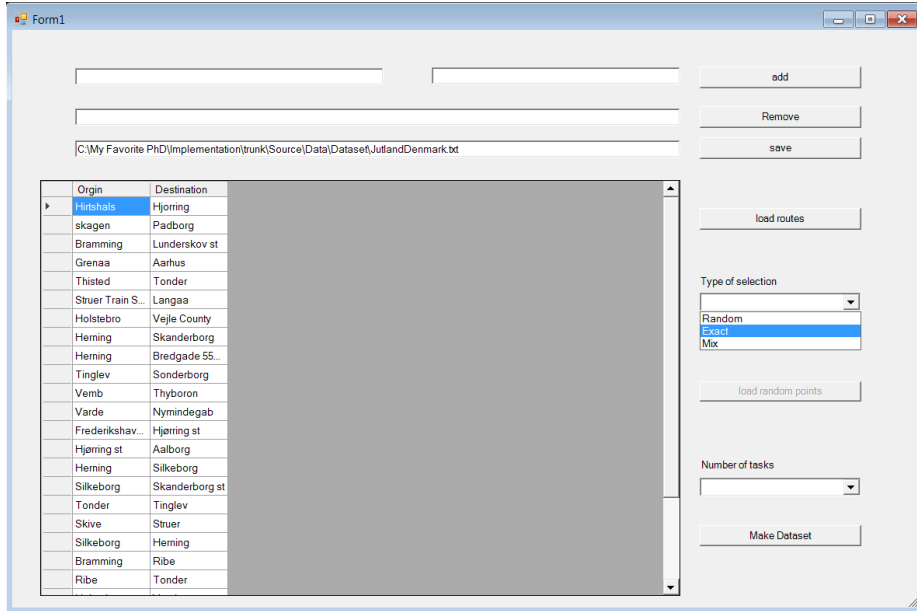 Form1
add
Remove
C:\My Favorite PhD\Implementation\trunk\Source\Data\Dataset\JutlandDenmark.txt
save
Orgin Destination
Hirtshals Hjorring
skagen Padborg
Bramming Lunderskov st
Grenaa Aarhus
Thisted Tonder
Struer Train S... Langaa
Holstebro Vejle County
Herning Skanderborg
Herning Bredgade 55...
Tinglev Sonderborg
Vemb Thyboron
Varde Nymindegab
Frederikshav... Hjørring st
Hjørring st Aalborg
Herning Silkeborg
Silkeborg Skanderborg st
Tonder Tinglev
Skive Struer
Silkeborg Herning
Bramming Ribe
Ribe Tonder
load routes
Type of selection
Random
Exact
Mix
load random points
Number of tasks
Make Dataset